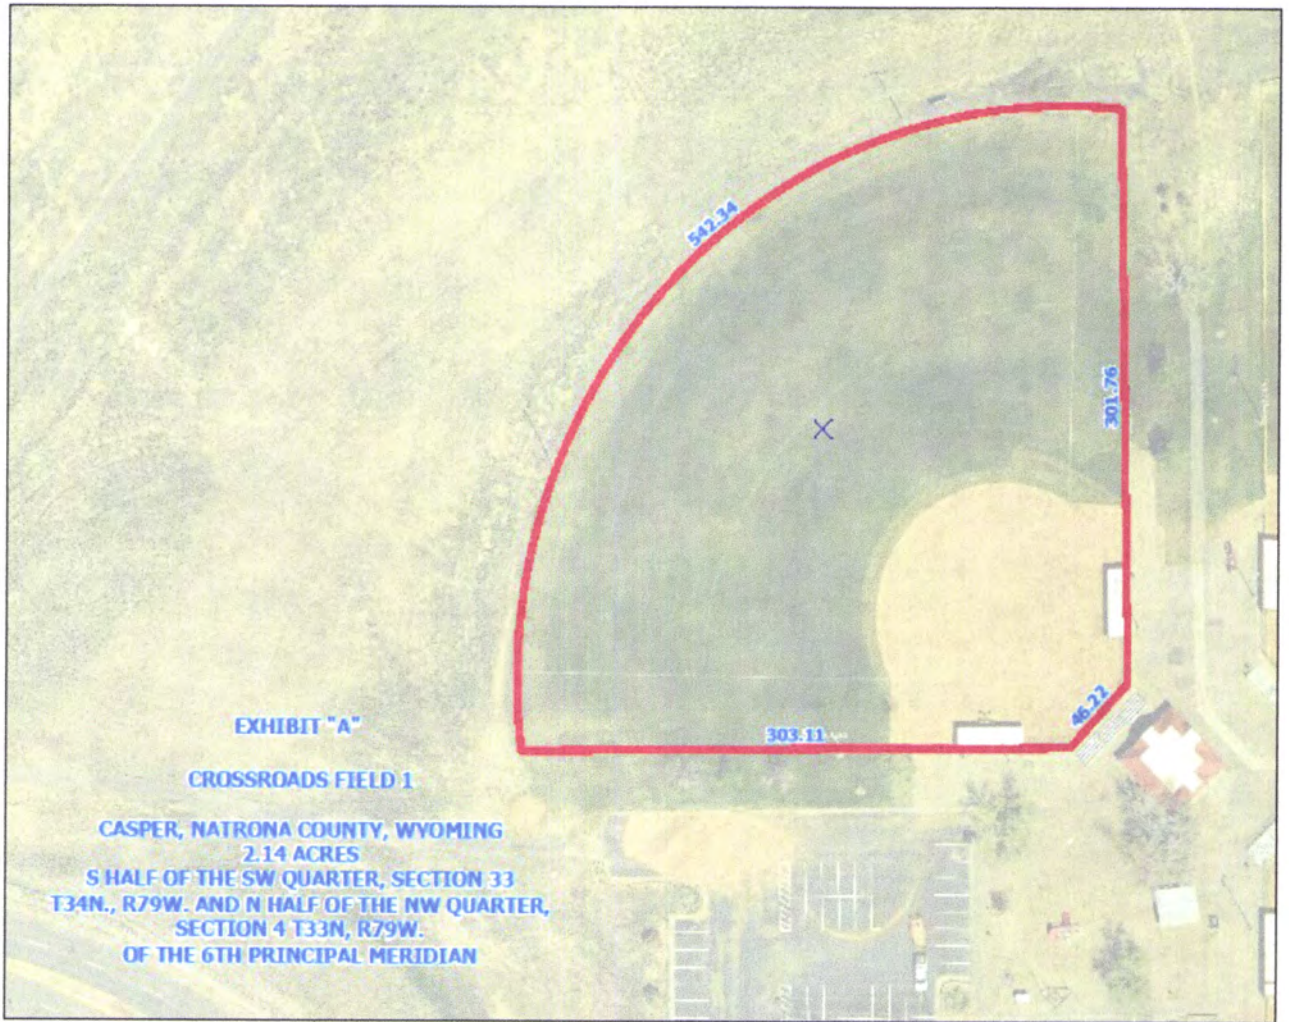 542.34
301.76
46.22
303.11
EXHIBIT "A"
CROSSROADS FIELD 1
CASPER, NATRONA COUNTY, WYOMING
2.14 ACRES
S HALF OF THE SW QUARTER, SECTION 33
T34N., R79W. AND N HALF OF THE NW QUARTER,
SECTION 4 T33N, R79W.
OF THE 6TH PRINCIPAL MERIDIAN